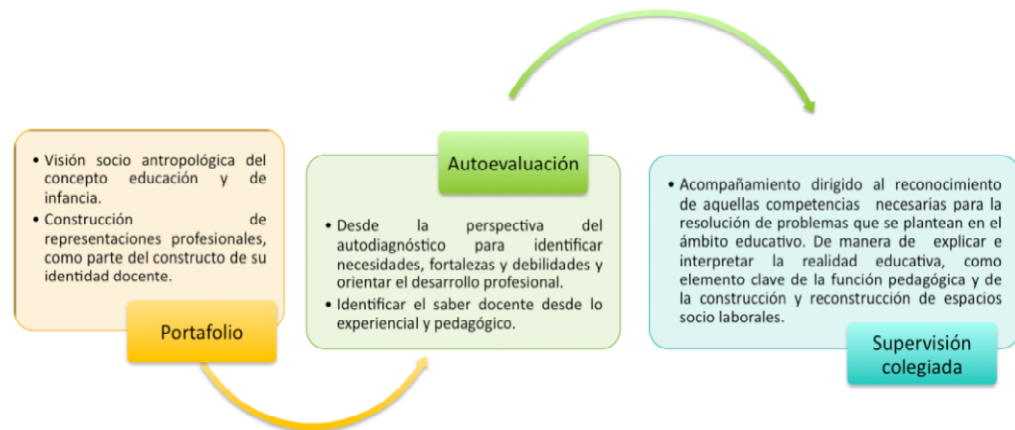 • Visión socio antropológica del
concepto educación y de
infancia.
• Construcción de
representaciones profesionales,
como parte del constructo de su
identidad docente.
Portafolio
Autoevaluación
• Desde la perspectiva del
autodiagnóstico para identificar
necesidades, fortalezas y debilidades y
orientar el desarrollo profesional.
• Identificar el saber docente desde lo
experiencial y pedagógico.
• Acompañamiento dirigido al reconocimiento
de aquellas competencias necesarias para la
resolución de problemas que se plantean en el
ámbito educativo. De manera de explicar e
interpretar la realidad educativa, como
elemento clave de la función pedagógica y de
la construcción y reconstrucción de espacios
socio laborales.
Supervisión
colegiada